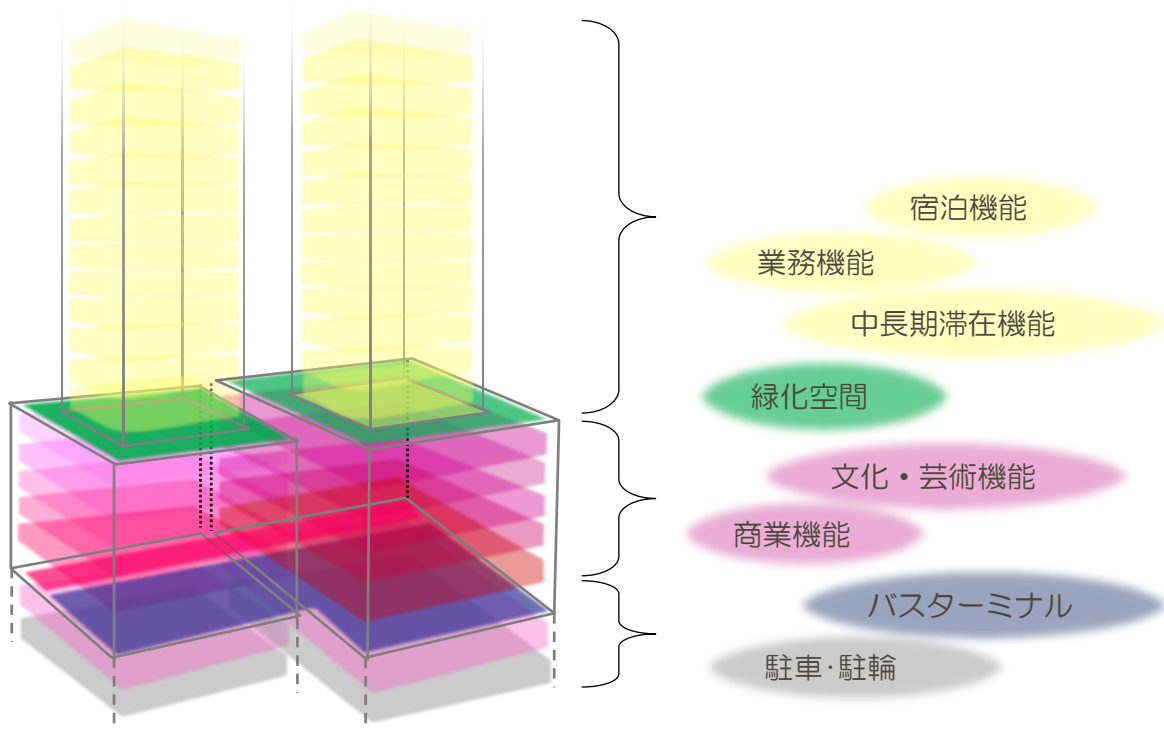 宿泊機能
業務機能
中長期滞在機能
緑化空間
文化・芸術機能
商業機能
バスターミナル
駐車・駐輪